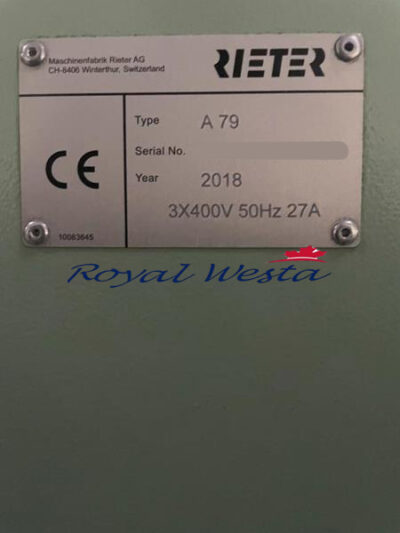 Maschinenfabrik Rieter AG
CH-8406 Winterthur, Switzerland
RIETER
CE
Type A 79
Serial No.
Year 2018
3X400V 50Hz 27A
10083645
Royal Westa